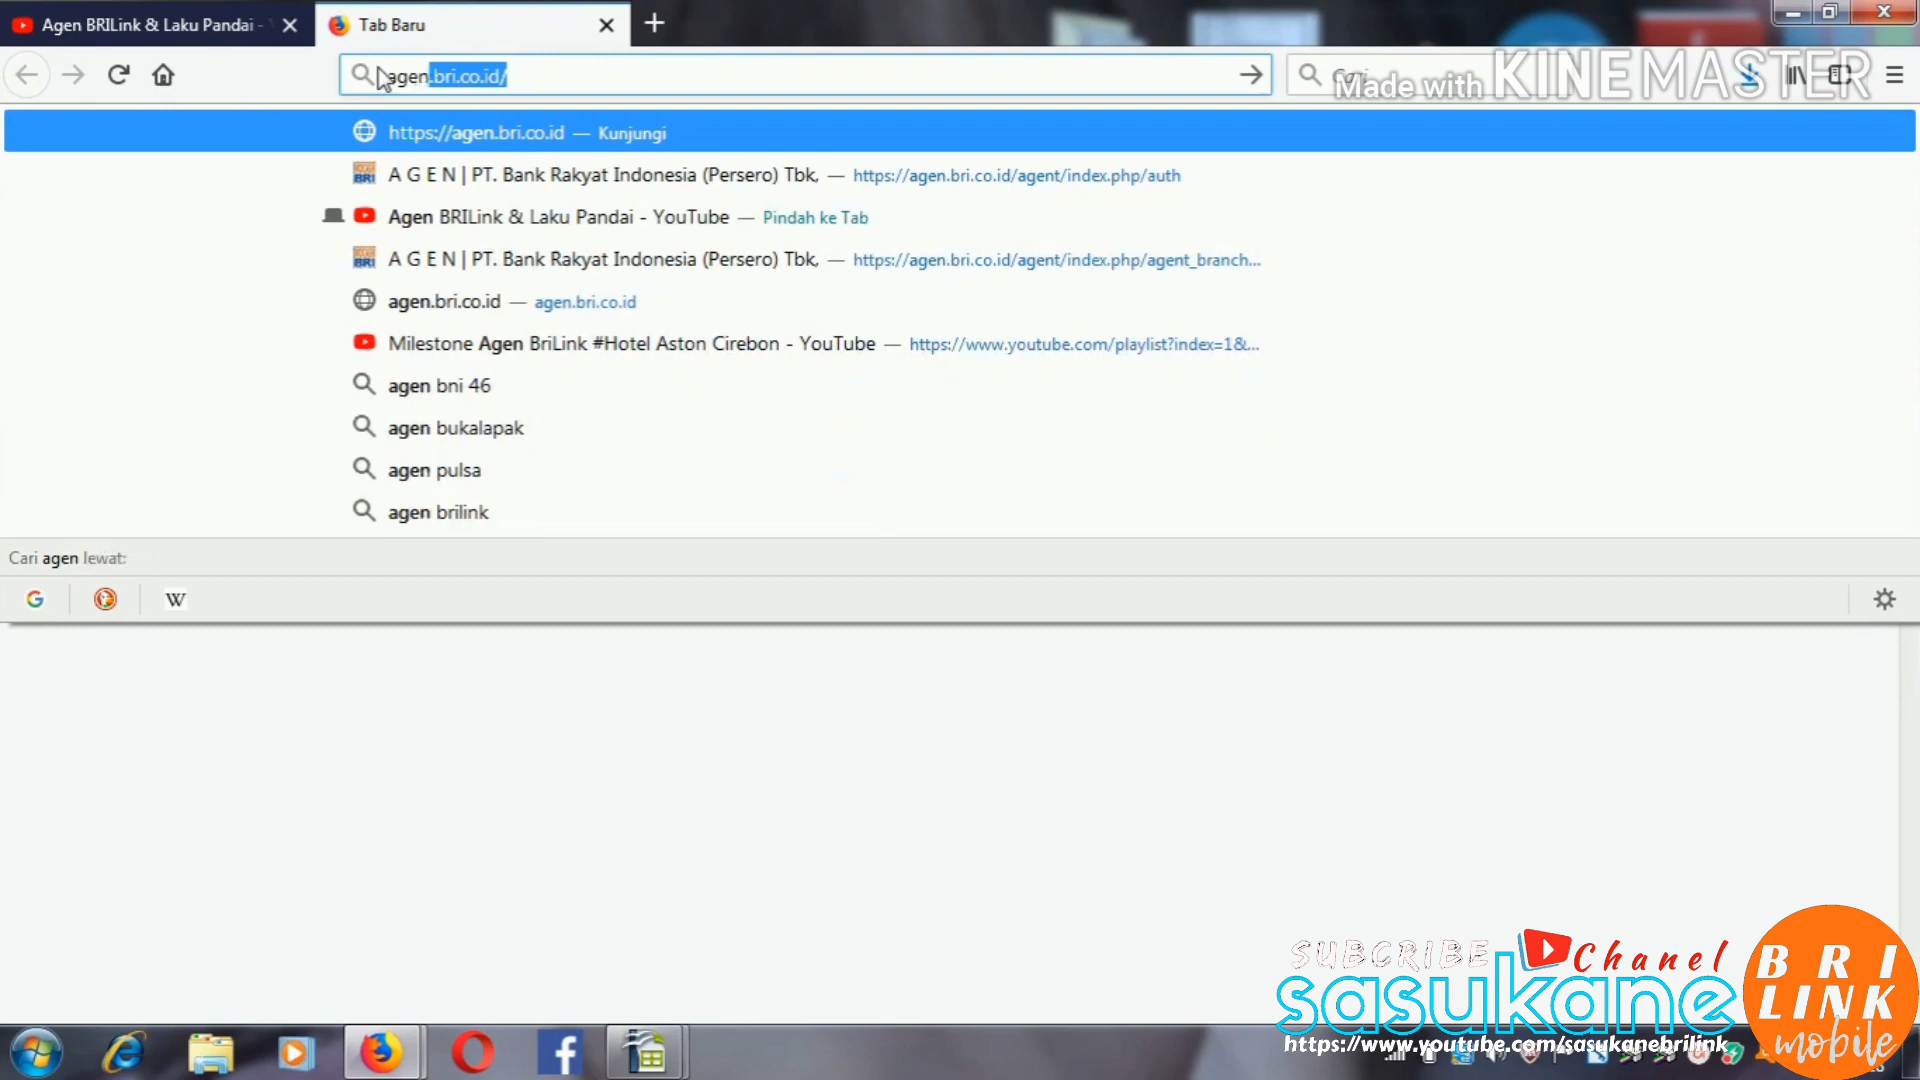 Agen BRILink & Laku Pandai -
Tab Baru
agen.bri.co.id/
Cari
Made with KINEMASTER
https://agen.bri.co.id — Kunjungi
A G E N | PT. Bank Rakyat Indonesia (Persero) Tbk, — https://agen.bri.co.id/agent/index.php/auth
Agen BRILink & Laku Pandai - YouTube — Pindah ke Tab
A G E N | PT. Bank Rakyat Indonesia (Persero) Tbk, — https://agen.bri.co.id/agent/index.php/agent_branch...
agen.bri.co.id — agen.bri.co.id
Milestone Agen BriLink #Hotel Aston Cirebon - YouTube — https://www.youtube.com/playlist?index=1&...
agen bni 46
agen bukalapak
agen pulsa
agen brilink
Cari agen lewat:
G
W
SUBCRIBE Chanel
sasukane
https://www.youtube.com/sasukanebrilink
BRI
LINK
mobile